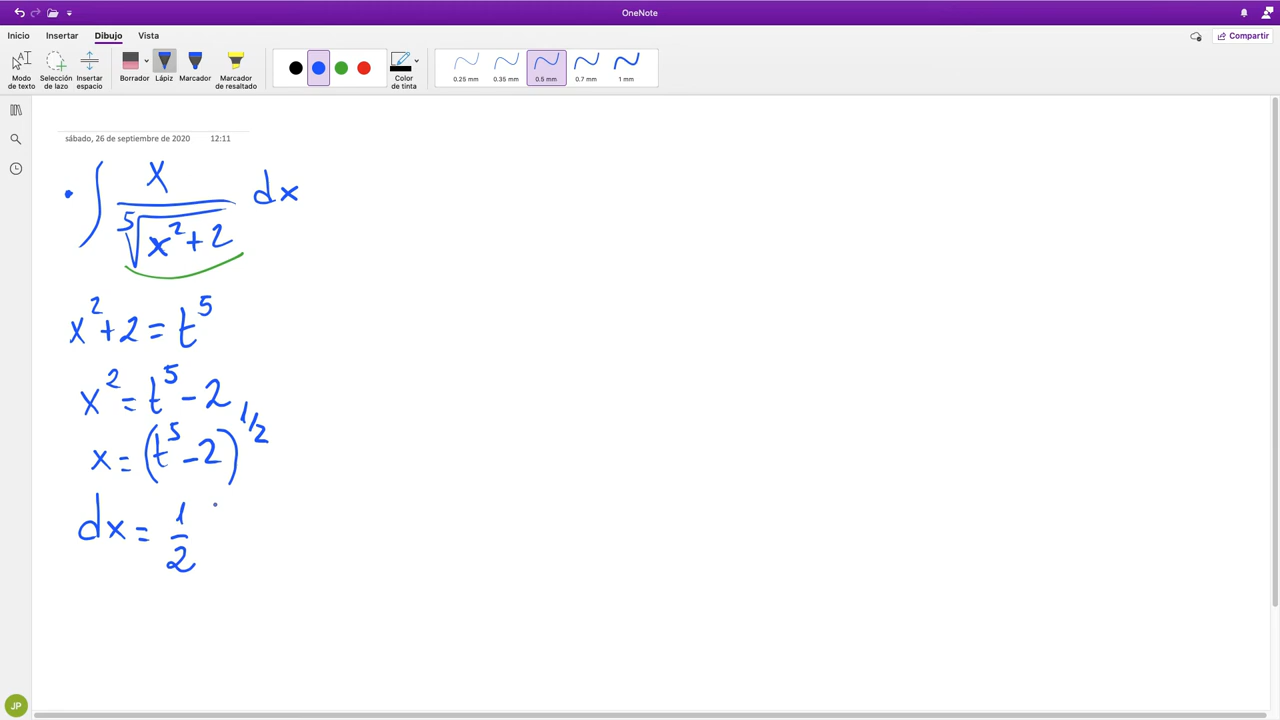 OneNote
Inicio Insertar Dibujo Vista Compartir
Modo de texto Selección de lazo Insertar espacio Borrador Lápiz Marcador Marcador de resaltado Color de tinta 0.25 mm 0.35 mm 0.5 mm 0.7 mm 1 mm
sábado, 26 de septiembre de 2020 12:11
• ∫ x / ⁵√(x² + 2) dx
x² + 2 = t⁵
x² = t⁵ - 2
x = (t⁵ - 2)^1/2
dx = 1/2
JP